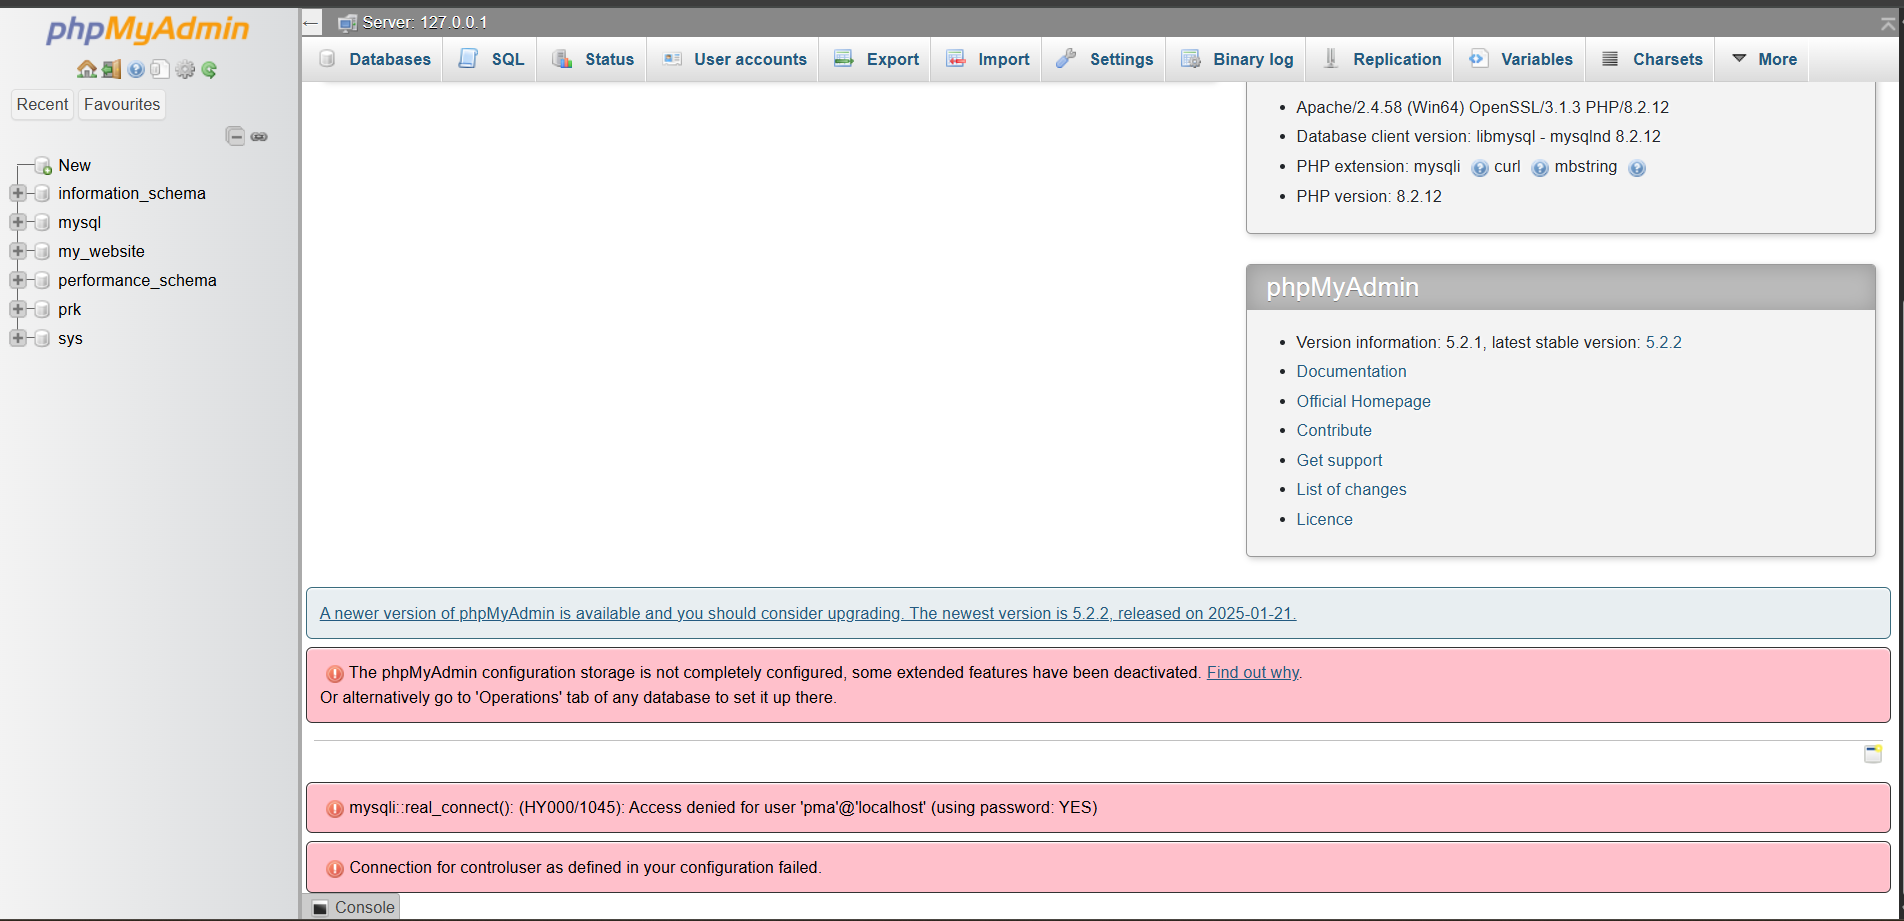 phpMyAdmin
Recent Favourites
New
information_schema
mysql
my_website
performance_schema
prk
sys
Server: 127.0.0.1
Databases SQL Status User accounts Export Import Settings Binary log Replication Variables Charsets More
Apache/2.4.58 (Win64) OpenSSL/3.1.3 PHP/8.2.12
Database client version: libmysql - mysqlnd 8.2.12
PHP extension: mysqli curl mbstring
PHP version: 8.2.12
phpMyAdmin
Version information: 5.2.1, latest stable version: 5.2.2
Documentation
Official Homepage
Contribute
Get support
List of changes
Licence
A newer version of phpMyAdmin is available and you should consider upgrading. The newest version is 5.2.2, released on 2025-01-21.
The phpMyAdmin configuration storage is not completely configured, some extended features have been deactivated. Find out why.
Or alternatively go to 'Operations' tab of any database to set it up there.
mysqli::real_connect(): (HY000/1045): Access denied for user 'pma'@'localhost' (using password: YES)
Connection for controluser as defined in your configuration failed.
Console